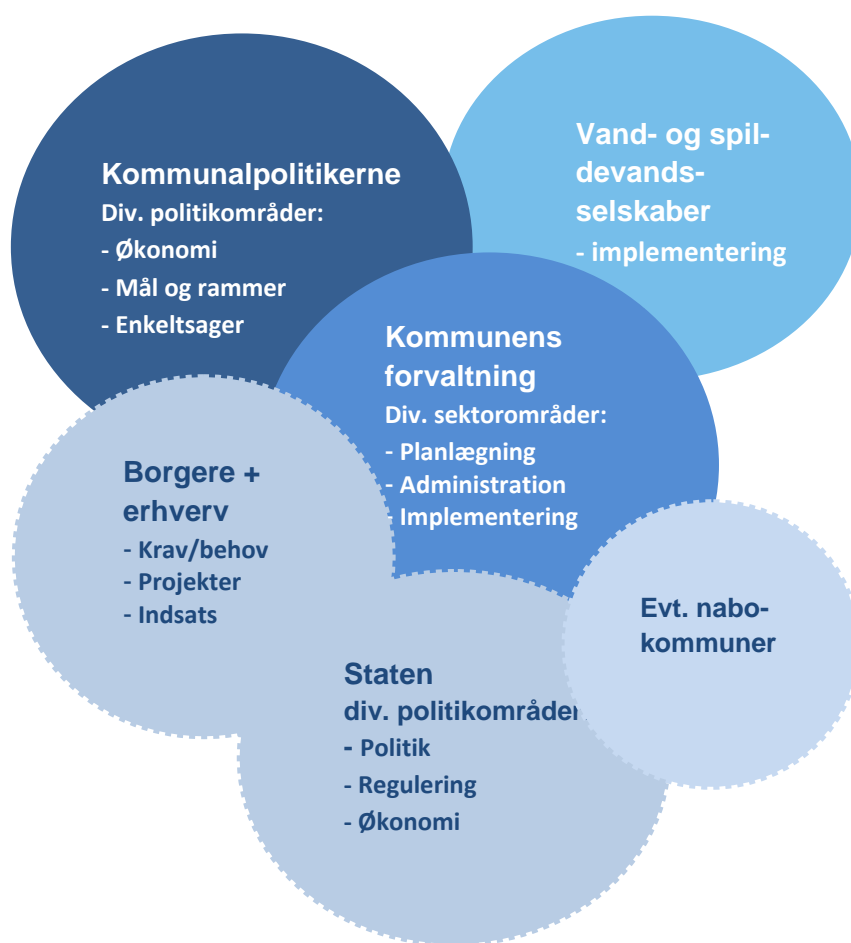 Kommunalpolitikerne
Div. politikområder:
- Økonomi
- Mål og rammer
- Enkeltsager
Vand- og spil-
devands-
selskaber
- implementering
Kommunens
forvaltning
Div. sektorområder:
- Planlægning
- Administration
- Implementering
Borgere +
erhverv
- Krav/behov
- Projekter
- Indsats
Evt. nabo-
kommuner
Staten
div. politikområder
- Politik
- Regulering
- Økonomi